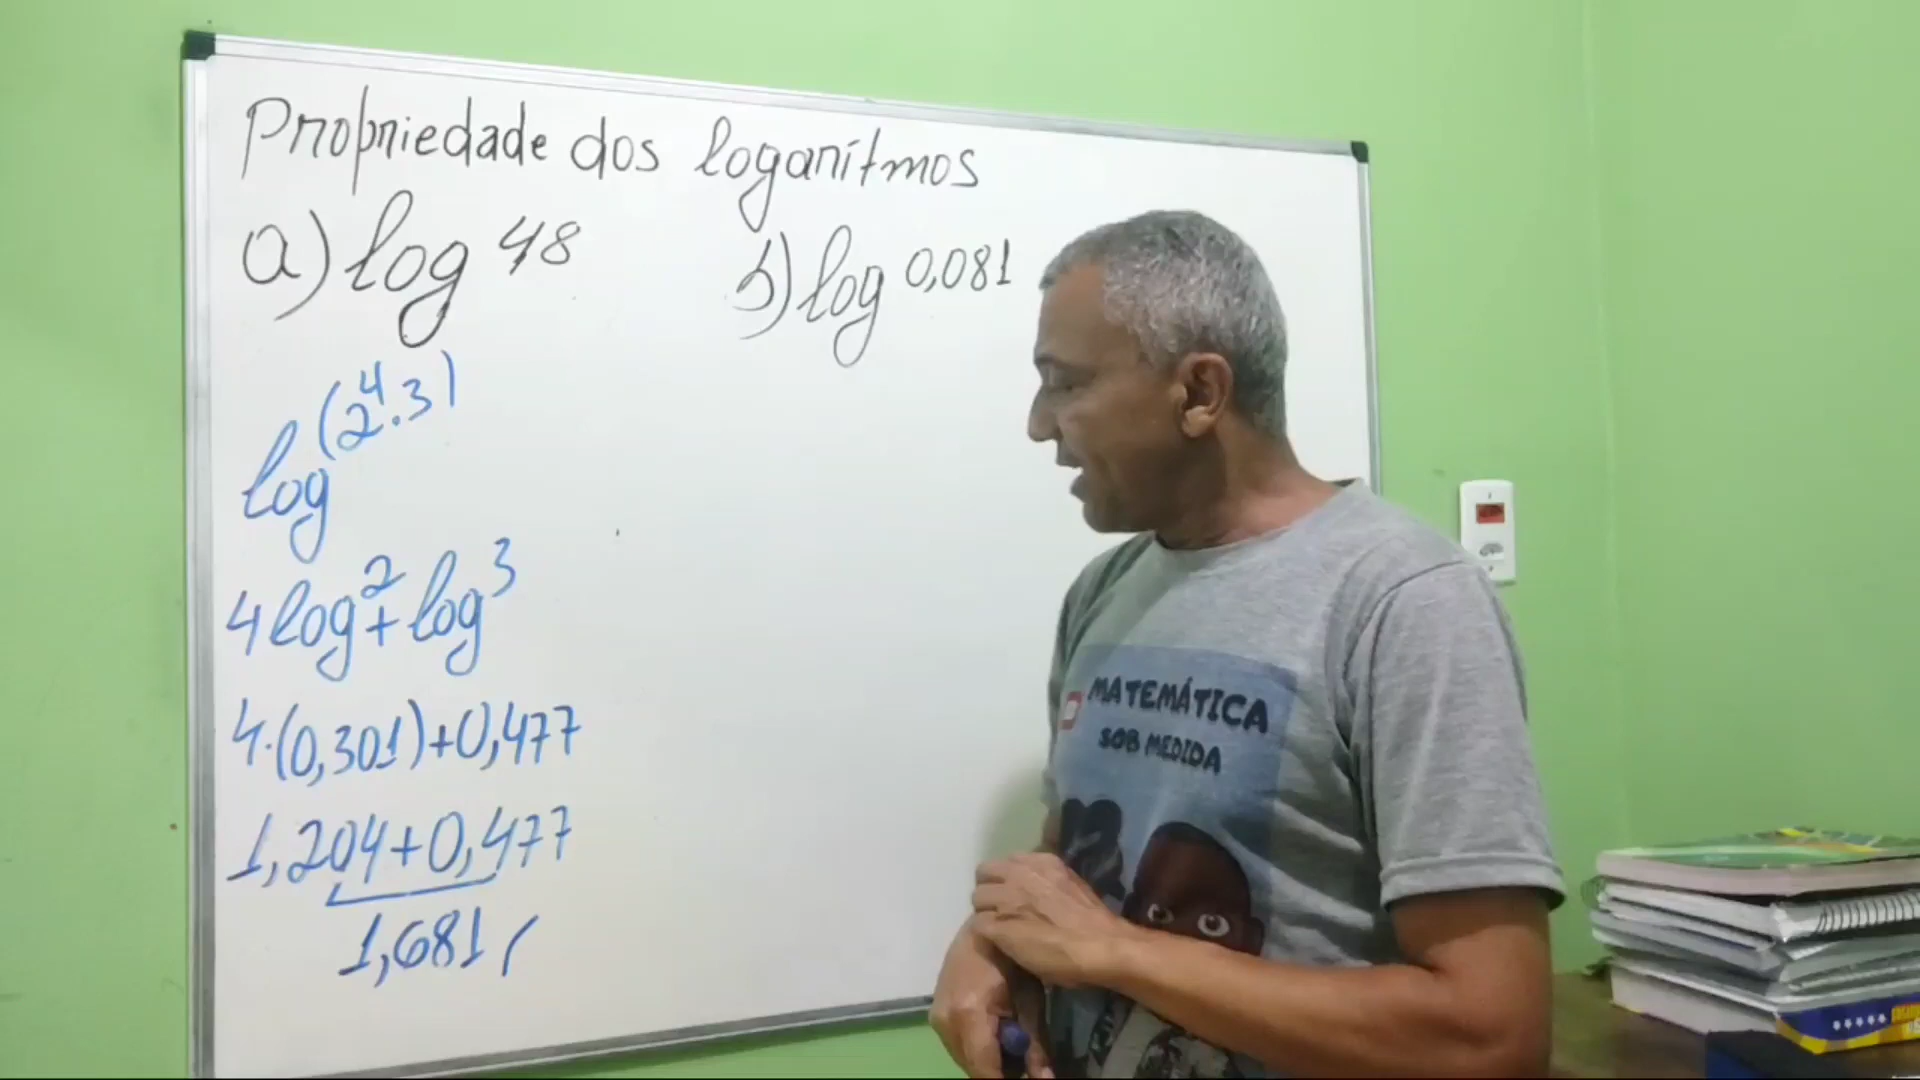 Propriedade dos logarítmos
a) log 48
b) log 0,081
log (2⁴.3)
4 log 2 + log 3
4.(0,301)+0,477
1,204+0,477
1,681
MATEMÁTICA
SOB MEDIDA